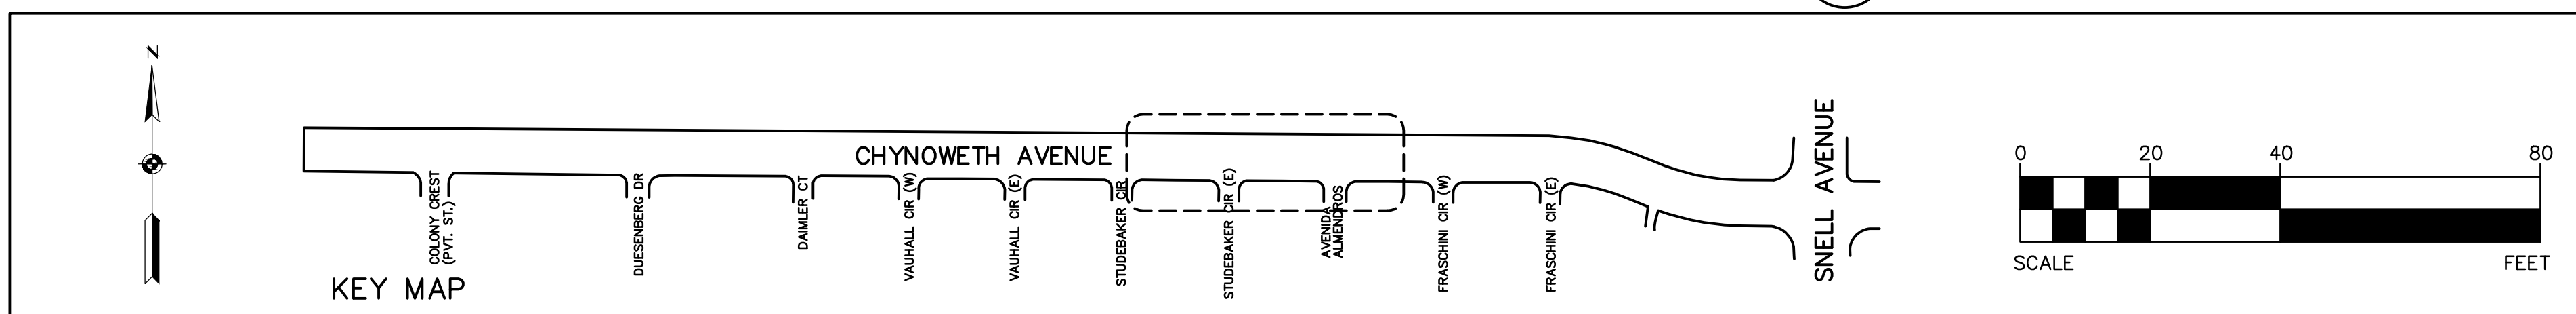 N
CHYNOWETH AVENUE
COLONY CREST
(PVT. ST.)
DUESENBERG DR
DAIMLER CT
VAUHALL CIR (W)
VAUHALL CIR (E)
STUDEBAKER CIR
STUDEBAKER CIR (E)
AVENIDA
ALMENDROS
FRASCHINI CIR (W)
FRASCHINI CIR (E)
SNELL AVENUE
KEY MAP
0 20 40 80
SCALE FEET